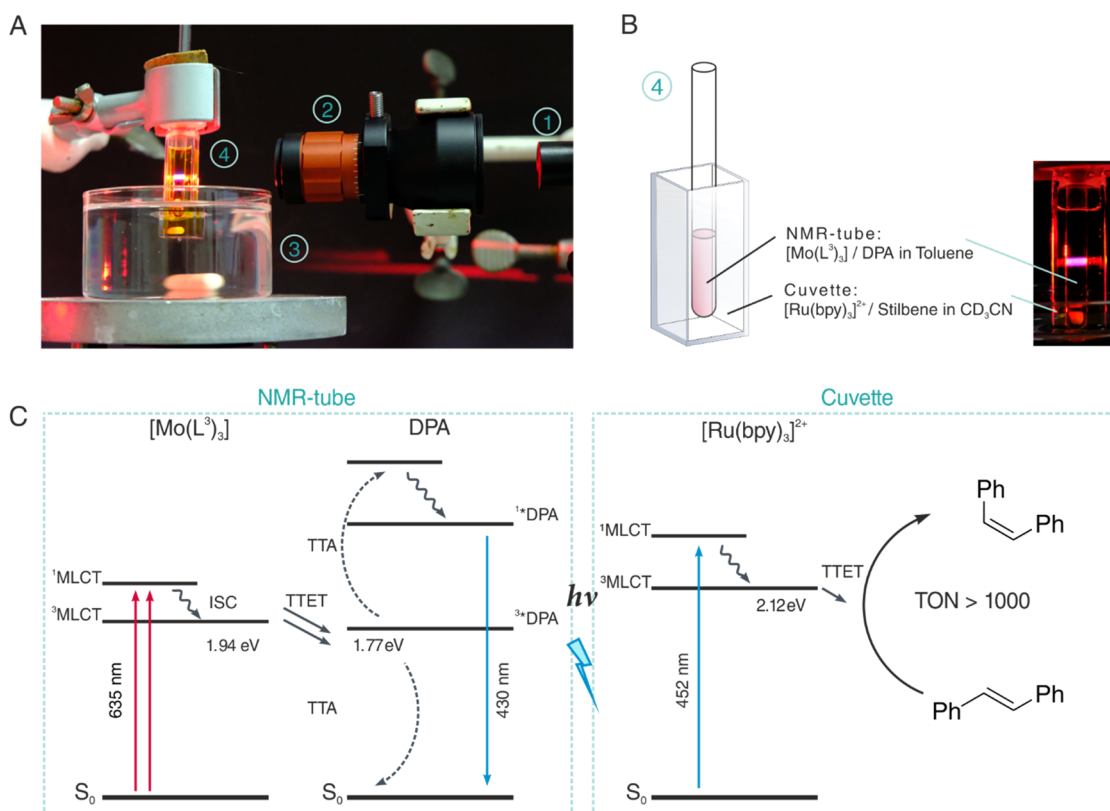 A
1
2
3
4
B
4
NMR-tube:
[Mo(L³)₃] / DPA in Toluene
Cuvette:
[Ru(bpy)₃]²⁺/ Stilbene in CD₃CN
C
NMR-tube
[Mo(L³)₃]
DPA
¹MLCT
³MLCT
ISC
1.94 eV
635 nm
S₀
TTET
TTA
TTA
¹*DPA
³*DPA
1.77eV
430 nm
S₀
hν
Cuvette
[Ru(bpy)₃]²⁺
¹MLCT
³MLCT
2.12eV
452 nm
S₀
TTET
TON > 1000
Ph
Ph
Ph
Ph